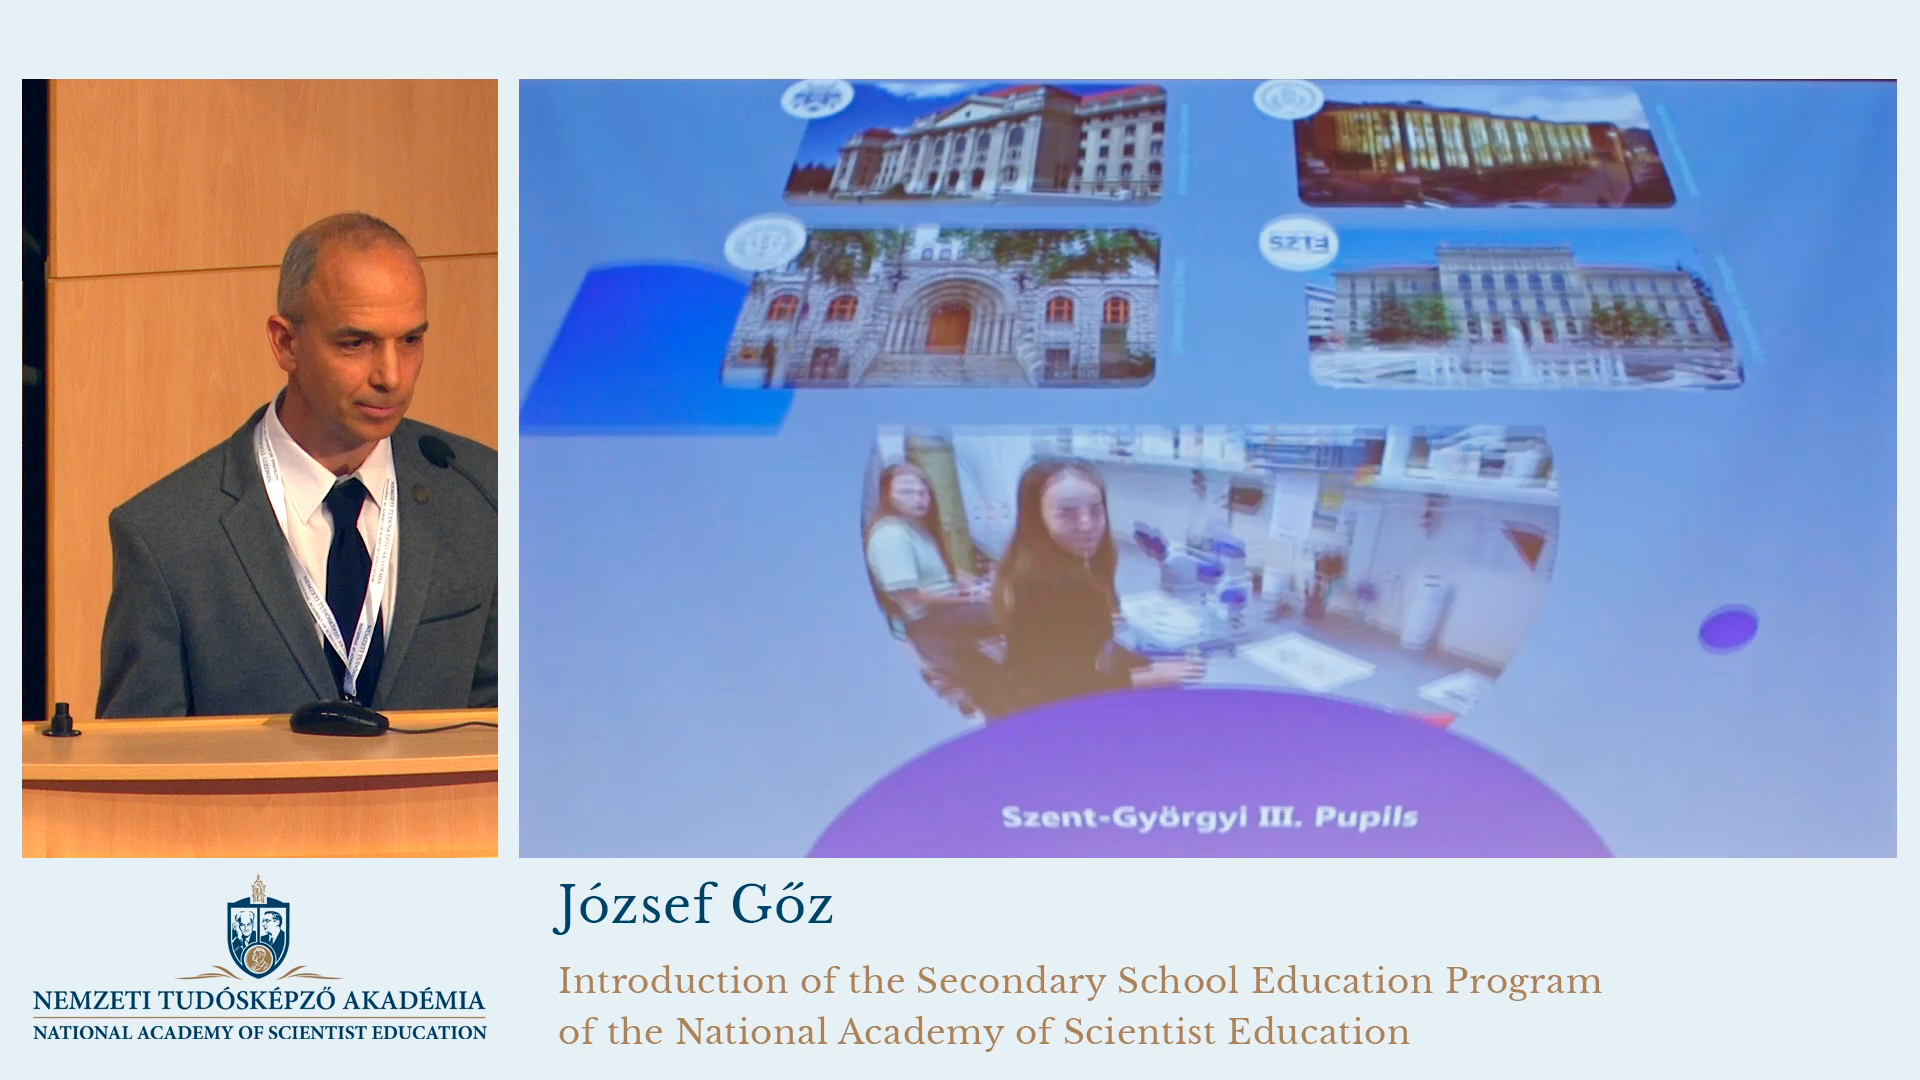 SZTE
Szent-Györgyi III. Pupils
József Gőz
Introduction of the Secondary School Education Program
of the National Academy of Scientist Education
NEMZETI TUDÓSKÉPZŐ AKADÉMIA
NATIONAL ACADEMY OF SCIENTIST EDUCATION